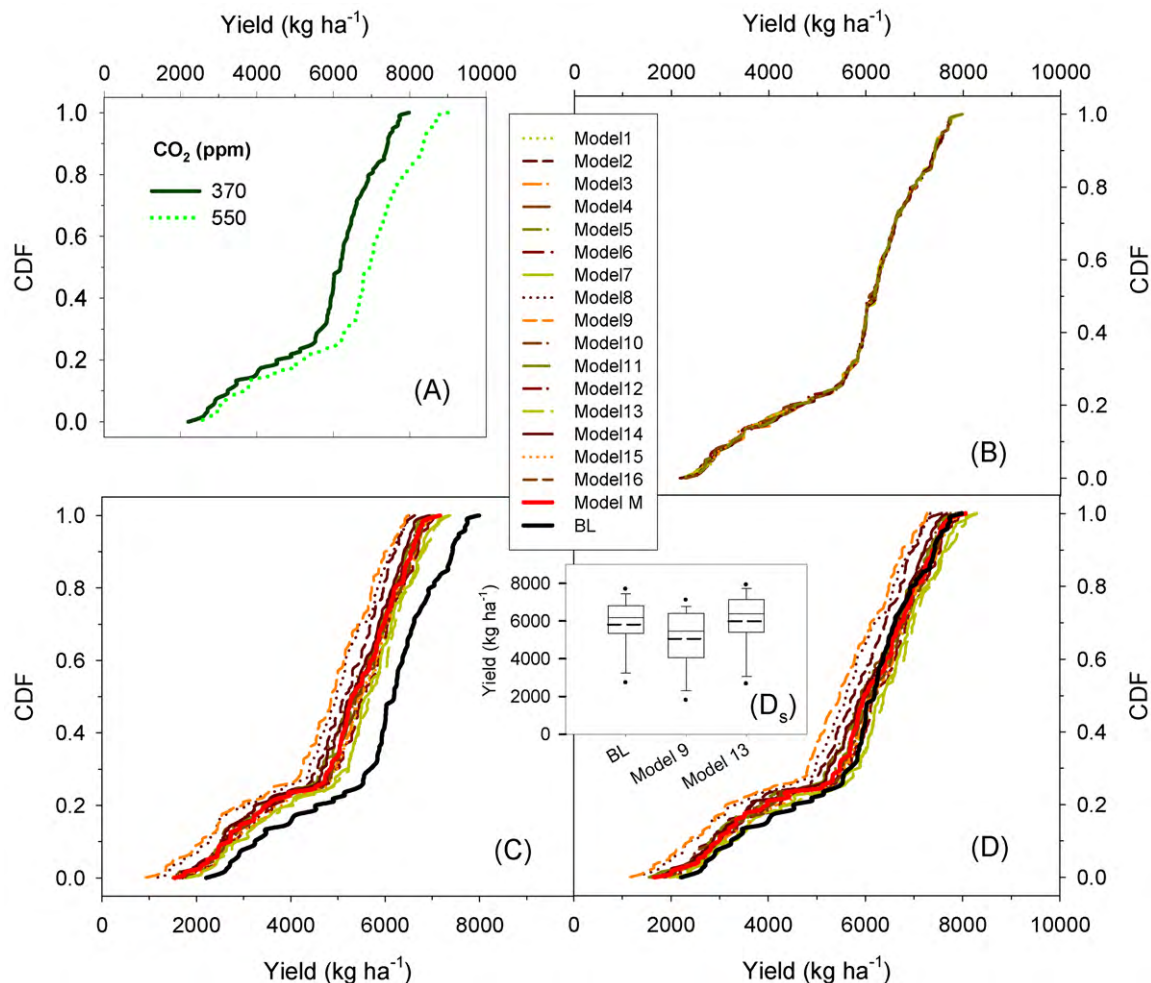 Yield (kg ha⁻¹)
0 2000 4000 6000 8000 10000
1.0
0.8
0.6
0.4
0.2
0.0
CDF
CO₂ (ppm)
370
550
(A)
Yield (kg ha⁻¹)
0 2000 4000 6000 8000 10000
1.0
0.8
0.6
0.4
0.2
0.0
CDF
(B)
Model1
Model2
Model3
Model4
Model5
Model6
Model7
Model8
Model9
Model10
Model11
Model12
Model13
Model14
Model15
Model16
Model M
BL
1.0
0.8
0.6
0.4
0.2
0.0
CDF
(C)
0 2000 4000 6000 8000
Yield (kg ha⁻¹)
Yield (kg ha⁻¹)
8000
6000
4000
2000
0
(Dₛ)
BL
Model 9
Model 13
1.0
0.8
0.6
0.4
0.2
0.0
CDF
(D)
0 2000 4000 6000 8000 10000
Yield (kg ha⁻¹)